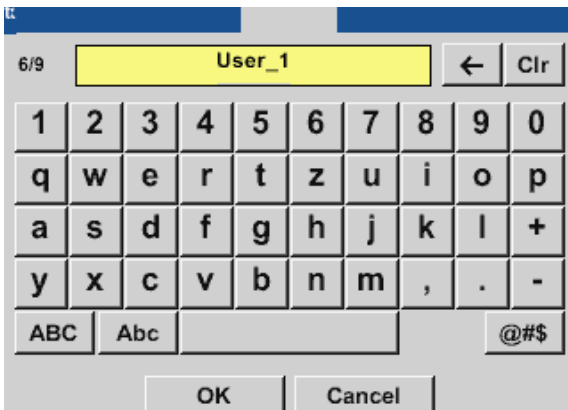 6/9 User_1 ← Clr
1 2 3 4 5 6 7 8 9 0
q w e r t z u i o p
a s d f g h j k l +
y x c v b n m , . -
ABC Abc @#$
OK Cancel